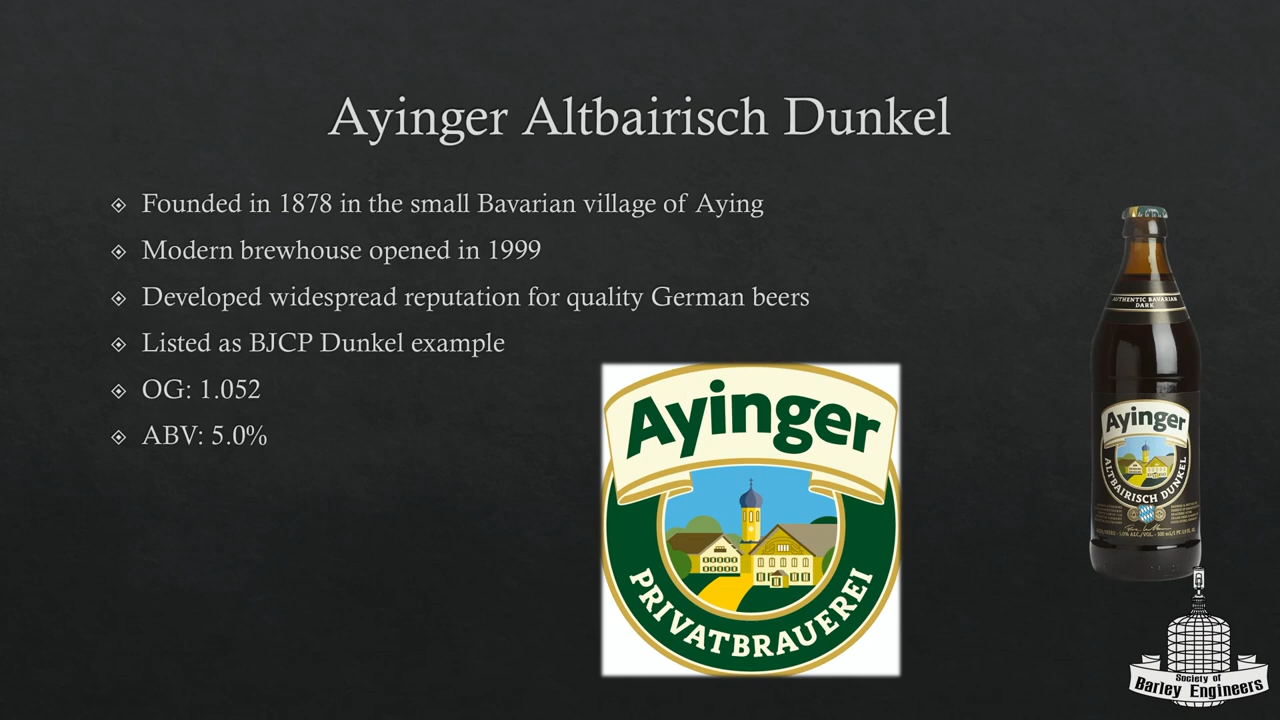 Ayinger Altbairisch Dunkel
Founded in 1878 in the small Bavarian village of Aying
Modern brewhouse opened in 1999
Developed widespread reputation for quality German beers
Listed as BJCP Dunkel example
OG: 1.052
ABV: 5.0%
Ayinger
PRIVATBRAUEREI
AUTHENTIC BAVARIAN
DARK
Ayinger
ALTBAIRISCH DUNKEL
Society of
Barley Engineers